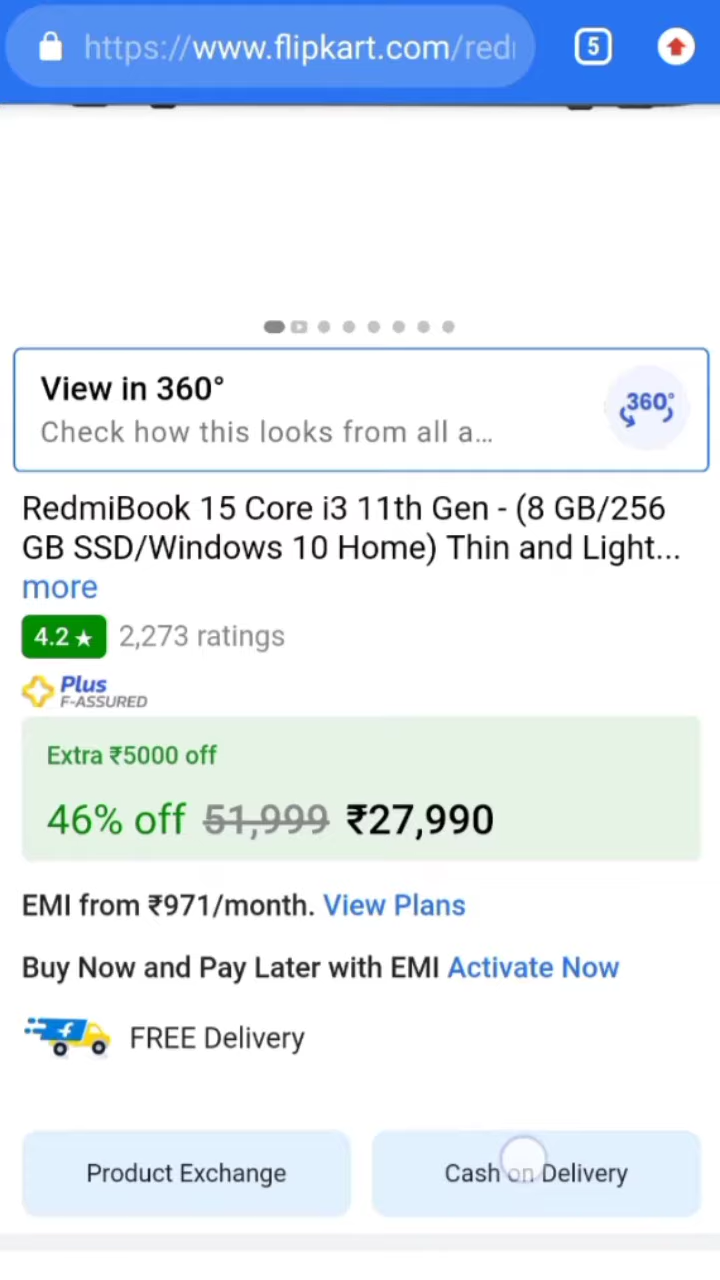 https://www.flipkart.com/redi
5
360°
View in 360°
Check how this looks from all a...
RedmiBook 15 Core i3 11th Gen - (8 GB/256
GB SSD/Windows 10 Home) Thin and Light...
more
4.2★ 2,273 ratings
Plus
F-ASSURED
Extra ₹5000 off
46% off 51,999 ₹27,990
EMI from ₹971/month. View Plans
Buy Now and Pay Later with EMI Activate Now
f FREE Delivery
Product Exchange Cash on Delivery